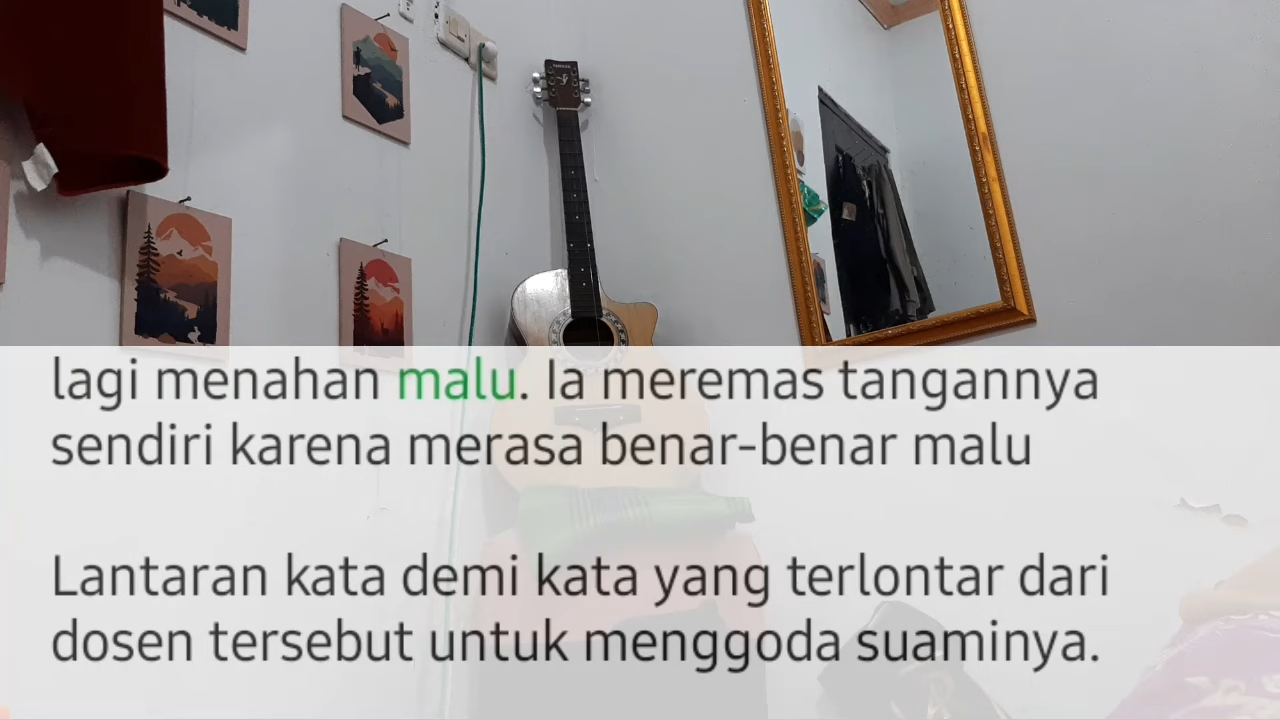 lagi menahan malu. Ia meremas tangannya
sendiri karena merasa benar-benar malu
Lantaran kata demi kata yang terlontar dari
dosen tersebut untuk menggoda suaminya.